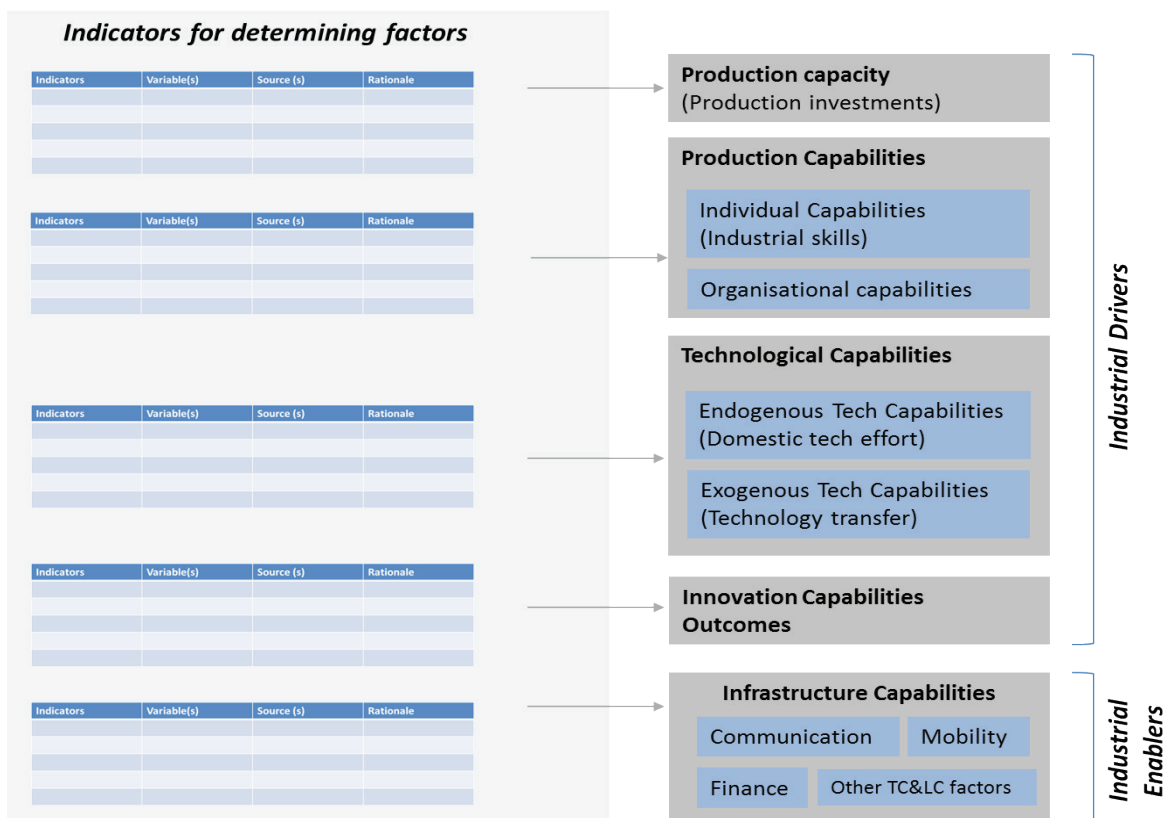 Indicators for determining factors
Indicators Variable(s) Source (s) Rationale
Production capacity
(Production investments)
Indicators Variable(s) Source (s) Rationale
Production Capabilities
Individual Capabilities
(Industrial skills)
Organisational capabilities
Indicators Variable(s) Source (s) Rationale
Technological Capabilities
Endogenous Tech Capabilities
(Domestic tech effort)
Exogenous Tech Capabilities
(Technology transfer)
Indicators Variable(s) Source (s) Rationale
Innovation Capabilities
Outcomes
Industrial Drivers
Indicators Variable(s) Source (s) Rationale
Infrastructure Capabilities
Communication
Mobility
Finance
Other TC&LC factors
Industrial
Enablers